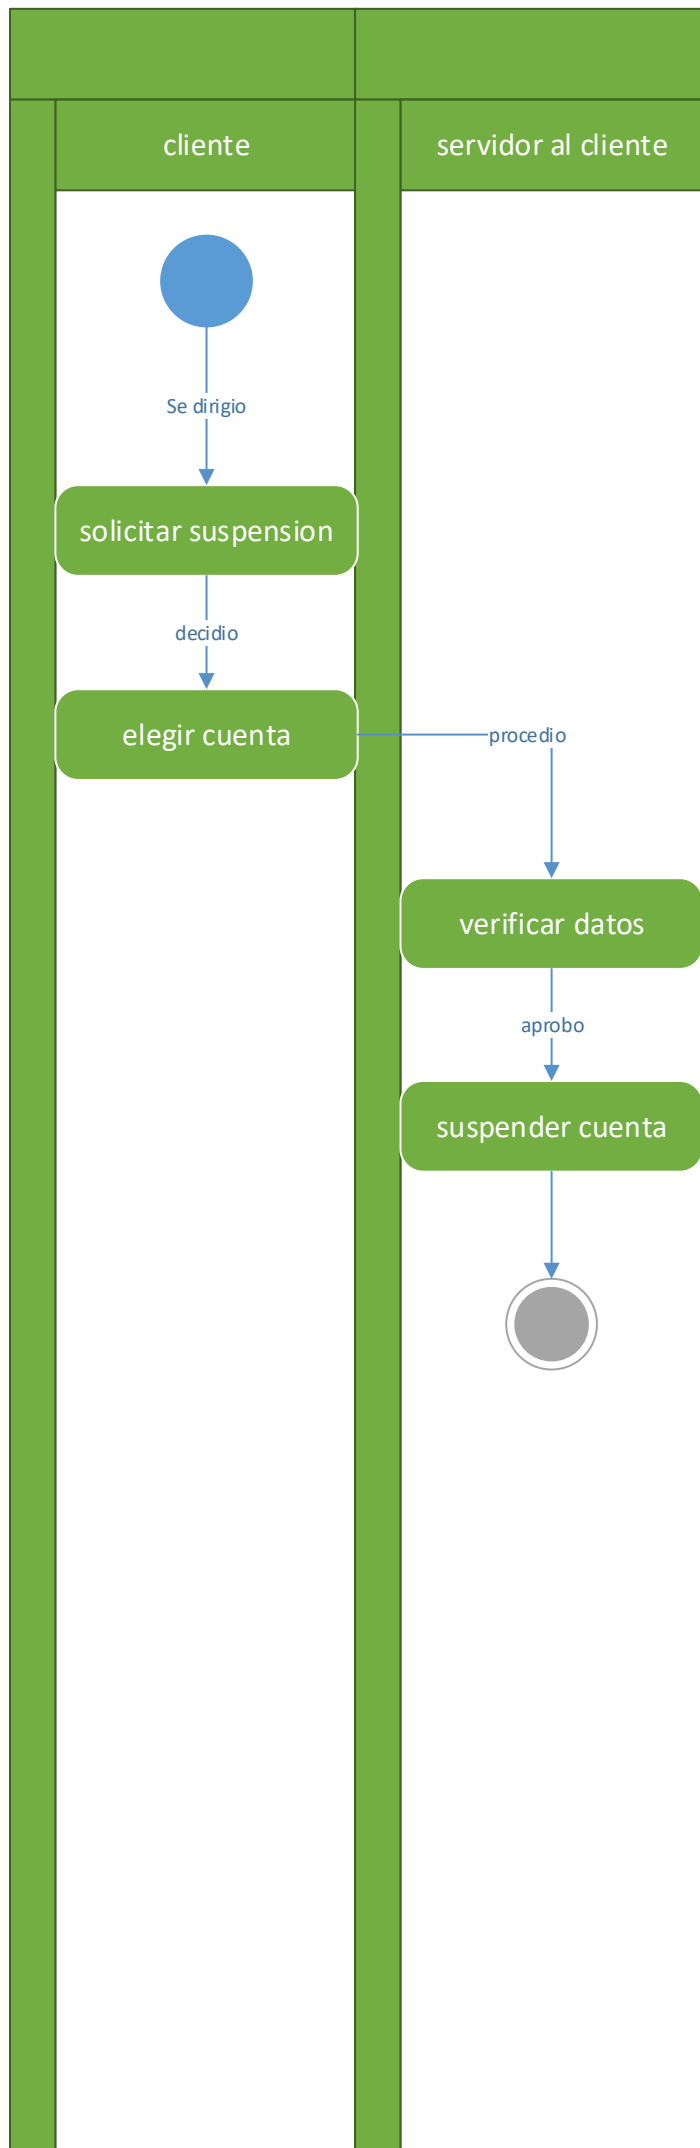 cliente
servidor al cliente
Se dirigio
solicitar suspension
decidio
elegir cuenta
procedio
verificar datos
aprobo
suspender cuenta